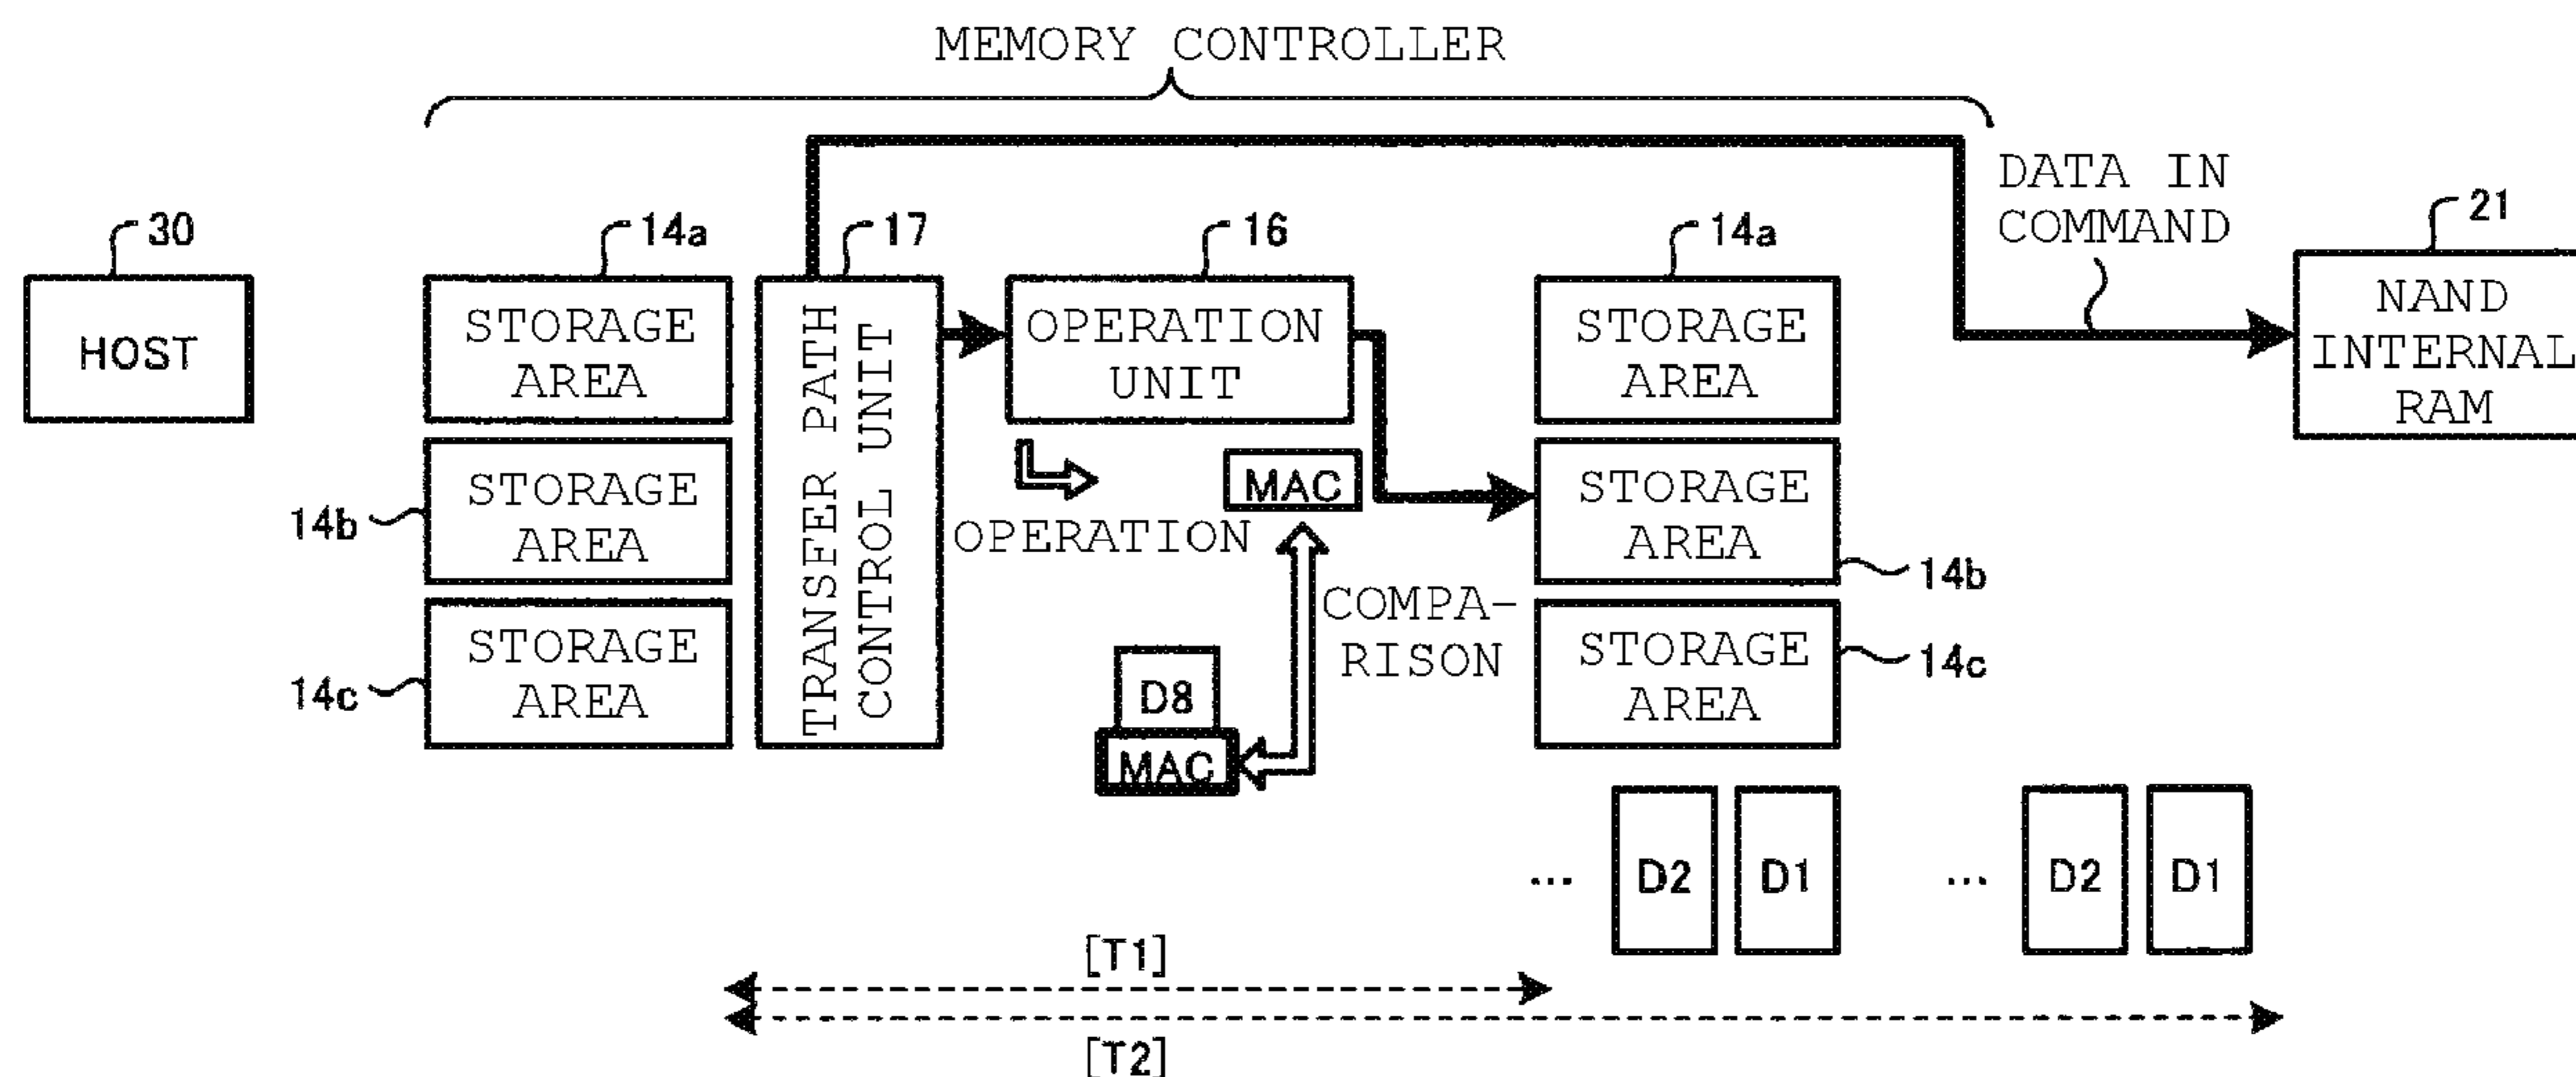 MEMORY CONTROLLER
DATA IN
COMMAND
30
14a
17
16
14a
21
HOST
STORAGE
AREA
TRANSFER PATH
CONTROL UNIT
OPERATION
UNIT
STORAGE
AREA
NAND
INTERNAL
RAM
14b
STORAGE
AREA
OPERATION
MAC
STORAGE
AREA
14b
COMPA-
RISON
14c
STORAGE
AREA
D8
MAC
STORAGE
AREA
14c
... D2 D1
... D2 D1
[T1]
[T2]